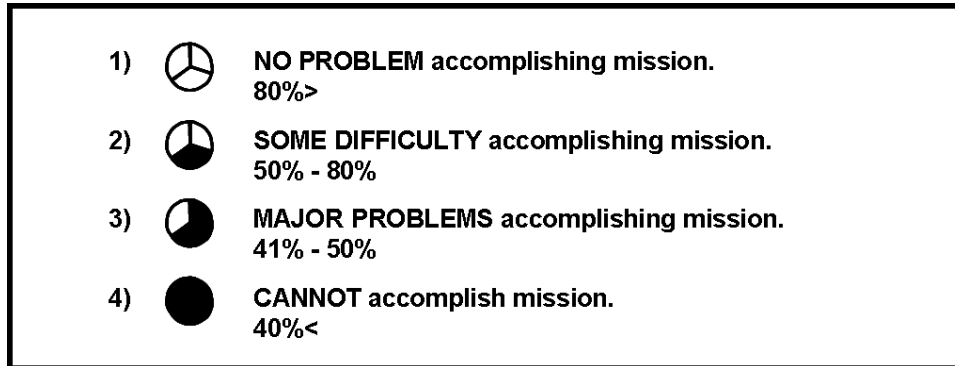 1) NO PROBLEM accomplishing mission.
80%>
2) SOME DIFFICULTY accomplishing mission.
50% - 80%
3) MAJOR PROBLEMS accomplishing mission.
41% - 50%
4) CANNOT accomplish mission.
40%<